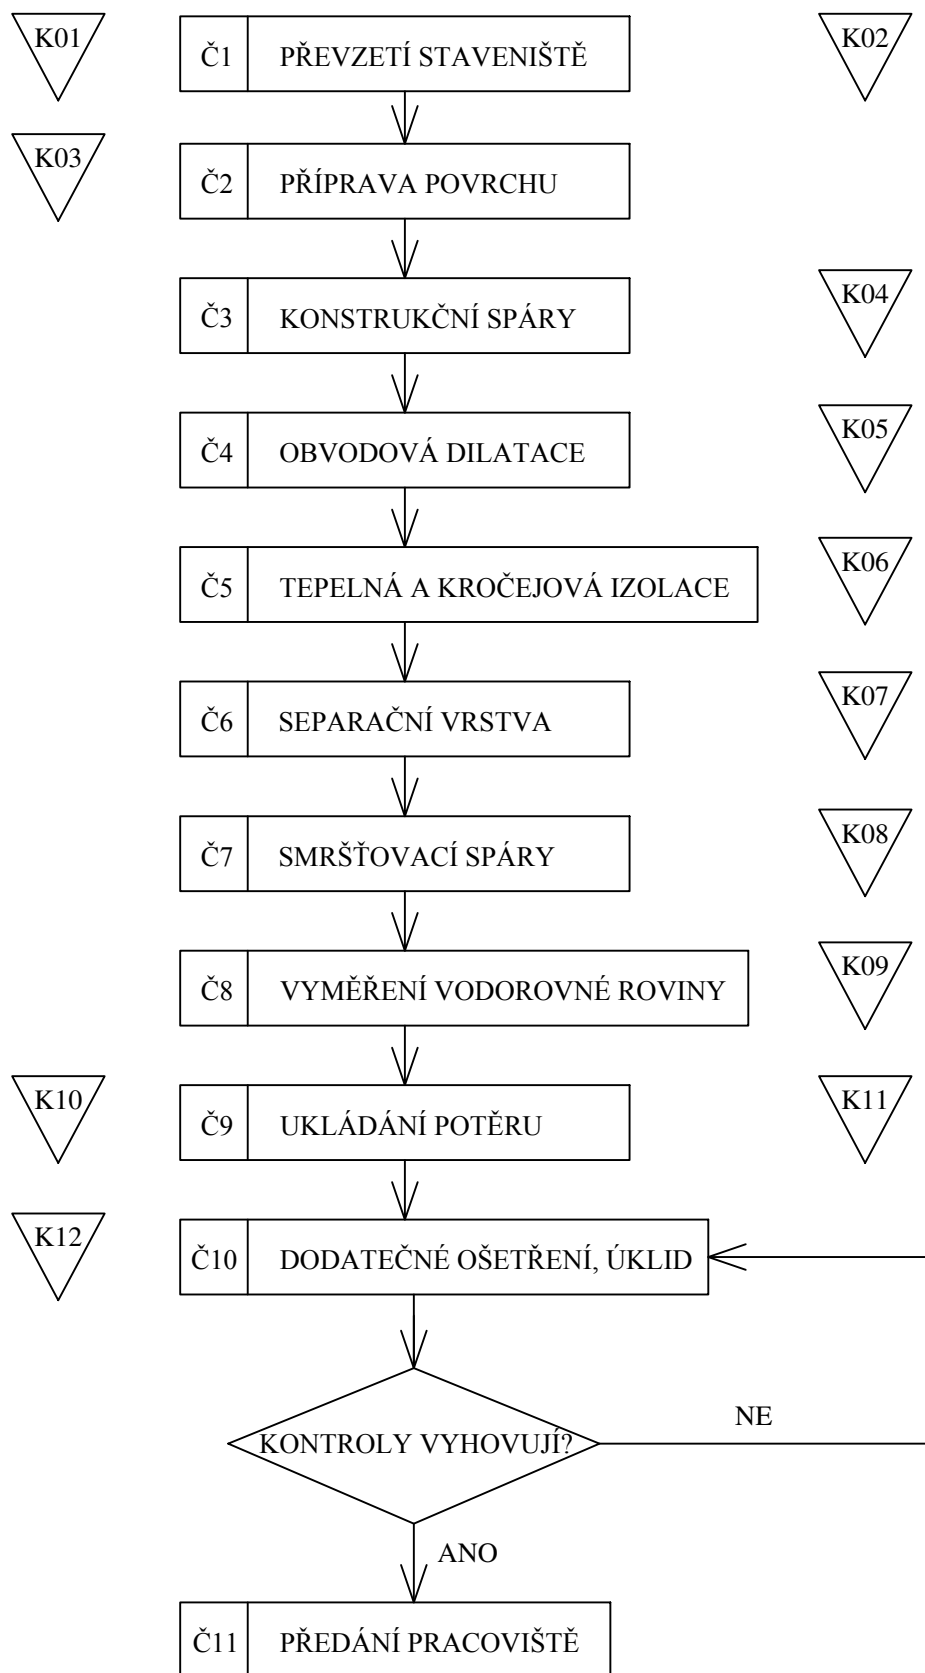 K01
Č1 PŘEVZETÍ STAVENIŠTĚ
K02
K03
Č2 PŘÍPRAVA POVRCHU
Č3 KONSTRUKČNÍ SPÁRY
K04
Č4 OBVODOVÁ DILATACE
K05
Č5 TEPELNÁ A KROČEJOVÁ IZOLACE
K06
Č6 SEPARAČNÍ VRSTVA
K07
Č7 SMRŠŤOVACÍ SPÁRY
K08
Č8 VYMĚŘENÍ VODOROVNÉ ROVINY
K09
K10
Č9 UKLÁDÁNÍ POTĚRU
K11
K12
Č10 DODATEČNÉ OŠETŘENÍ, ÚKLID
KONTROLY VYHOVUJÍ?
NE
ANO
Č11 PŘEDÁNÍ PRACOVIŠTĚ